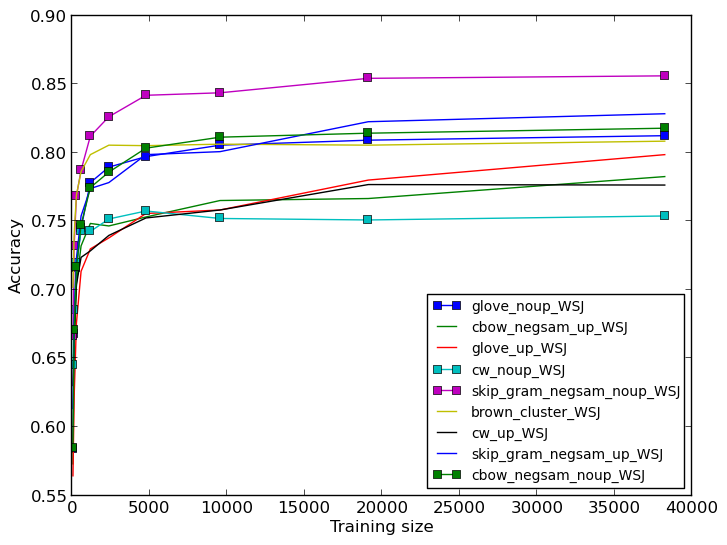 0.90
0.85
0.80
0.75
0.70
0.65
0.60
0.55
Accuracy
0
5000
10000
15000
20000
25000
30000
35000
40000
Training size
glove_noup_WSJ
cbow_negsam_up_WSJ
glove_up_WSJ
cw_noup_WSJ
skip_gram_negsam_noup_WSJ
brown_cluster_WSJ
cw_up_WSJ
skip_gram_negsam_up_WSJ
cbow_negsam_noup_WSJ